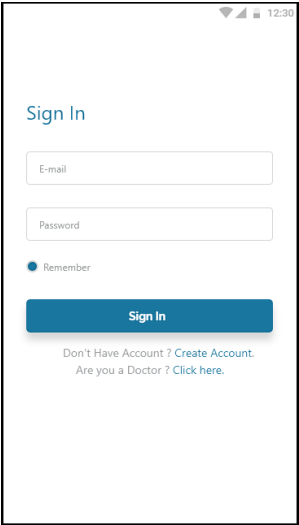 12:30
Sign In
E-mail
Password
Remember
Sign In
Don't Have Account ? Create Account.
Are you a Doctor ? Click here.